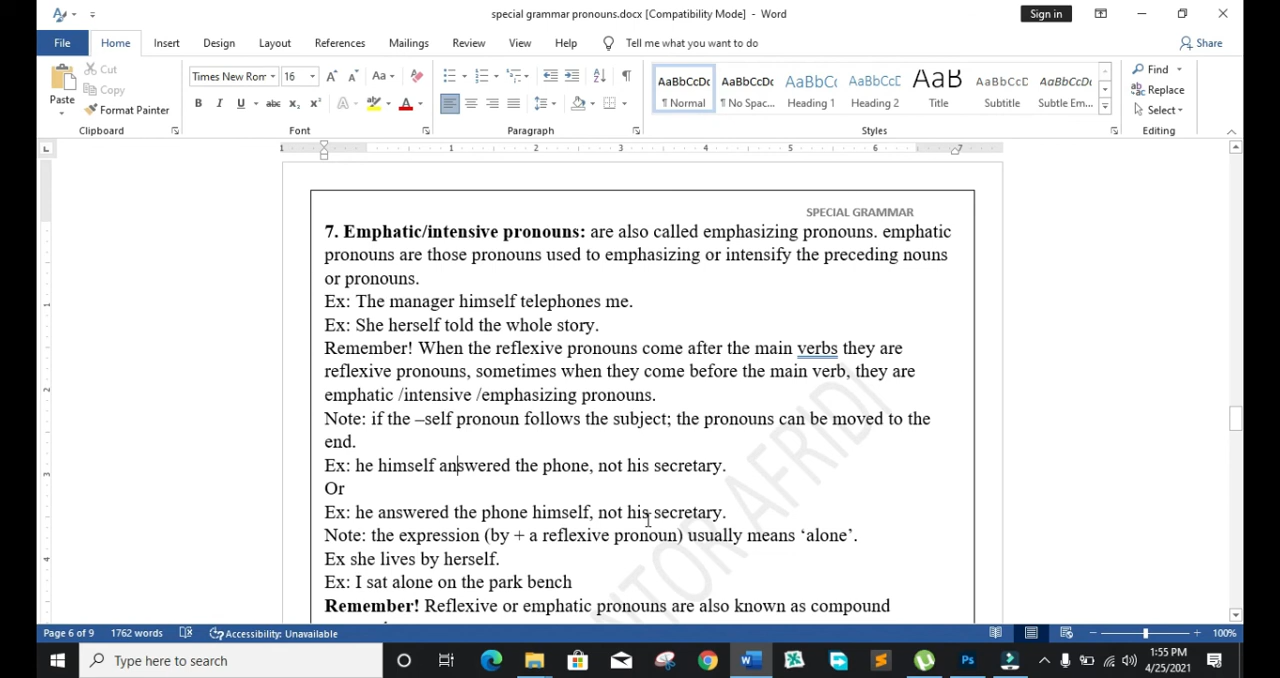 special grammar pronouns.docx [Compatibility Mode] - Word
Sign in
File Home Insert Design Layout References Mailings Review View Help Tell me what you want to do Share
Paste Cut Copy Format Painter
Clipboard
Times New Rom 16
Font
Paragraph
AaBbCcDc AaBbCcDc AaBbCc AaBbCcD AaB AaBbCcD AaBbCcDc
¶ Normal ¶ No Spac... Heading 1 Heading 2 Title Subtitle Subtle Em...
Styles
Find
Replace
Select
Editing
1 1 2 3 4 5 6 7
SPECIAL GRAMMAR
7. Emphatic/intensive pronouns: are also called emphasizing pronouns. emphatic
pronouns are those pronouns used to emphasizing or intensify the preceding nouns
or pronouns.
Ex: The manager himself telephones me.
Ex: She herself told the whole story.
Remember! When the reflexive pronouns come after the main verbs they are
reflexive pronouns, sometimes when they come before the main verb, they are
emphatic /intensive /emphasizing pronouns.
Note: if the –self pronoun follows the subject; the pronouns can be moved to the
end.
Ex: he himself answered the phone, not his secretary.
Or
Ex: he answered the phone himself, not his secretary.
Note: the expression (by + a reflexive pronoun) usually means ‘alone’.
Ex she lives by herself.
Ex: I sat alone on the park bench
Remember! Reflexive or emphatic pronouns are also known as compound
NTOR AFRIDI
Page 6 of 9 1762 words Accessibility: Unavailable 100%
Type here to search
1:55 PM
4/25/2021